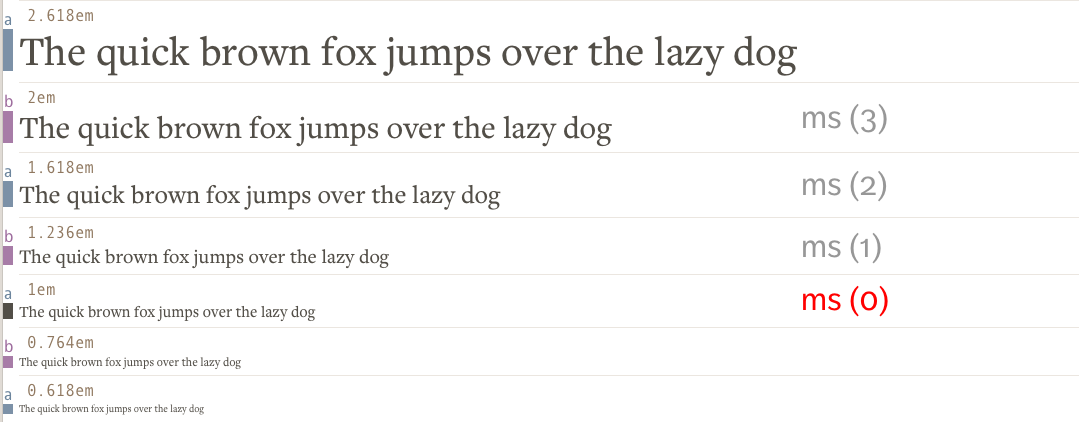 a 2.618em
The quick brown fox jumps over the lazy dog
b 2em
The quick brown fox jumps over the lazy dog ms (3)
a 1.618em
The quick brown fox jumps over the lazy dog ms (2)
b 1.236em
The quick brown fox jumps over the lazy dog ms (1)
a 1em
The quick brown fox jumps over the lazy dog ms (0)
b 0.764em
The quick brown fox jumps over the lazy dog
a 0.618em
The quick brown fox jumps over the lazy dog